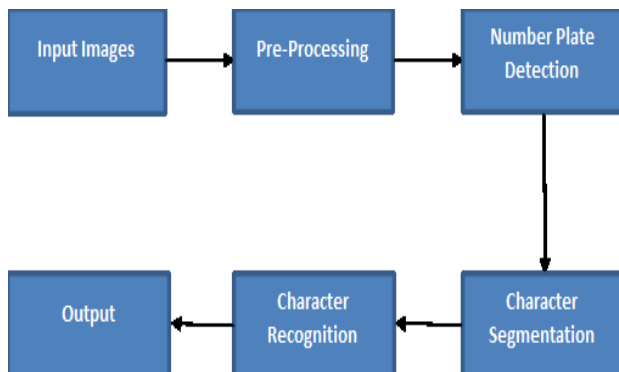 Input Images
Pre-Processing
Number Plate
Detection
Character
Segmentation
Character
Recognition
Output